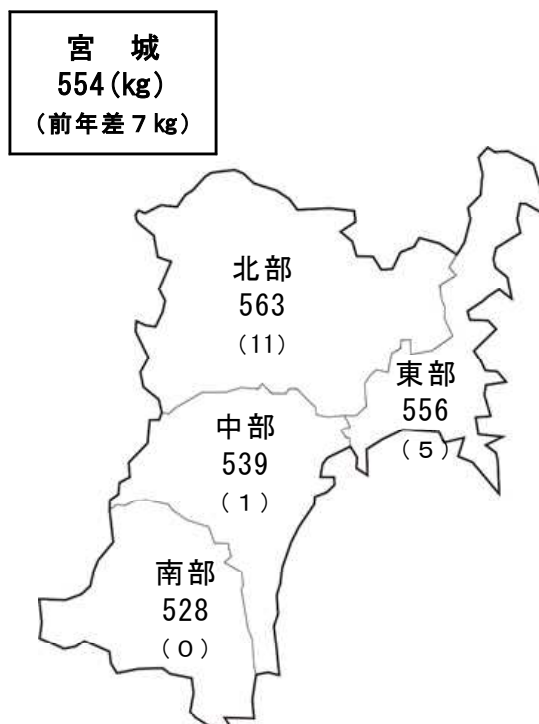 宮 城
554(kg)
(前年差7kg)
北部
563
(11)
東部
556
(5)
中部
539
(1)
南部
528
(0)